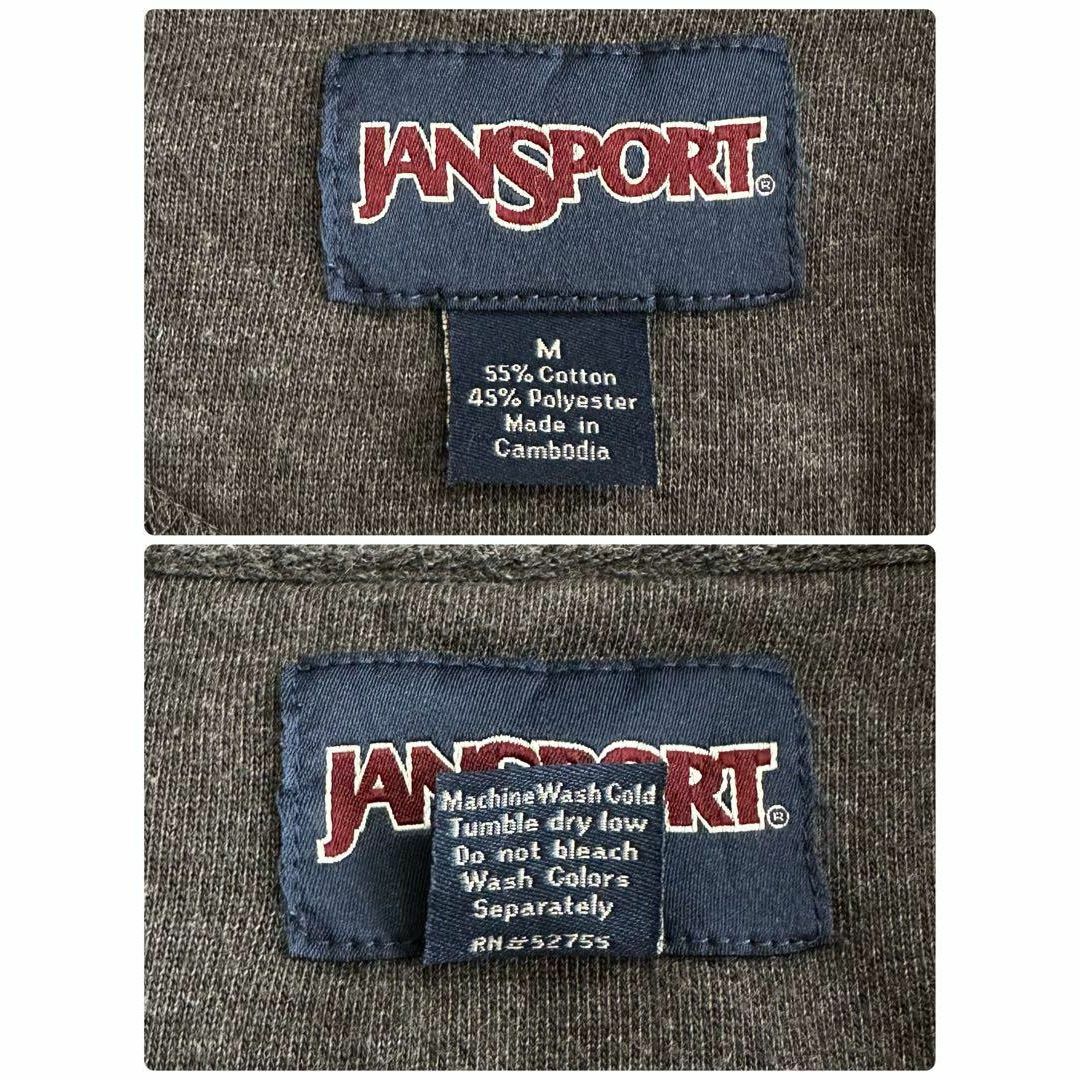 JANSPORT®
M
55% Cotton
45% Polyester
Made in
Cambodia
JANSPORT®
Machine Wash Cold
Tumble dry low
Do not bleach
Wash Colors
Separately
RN#52755